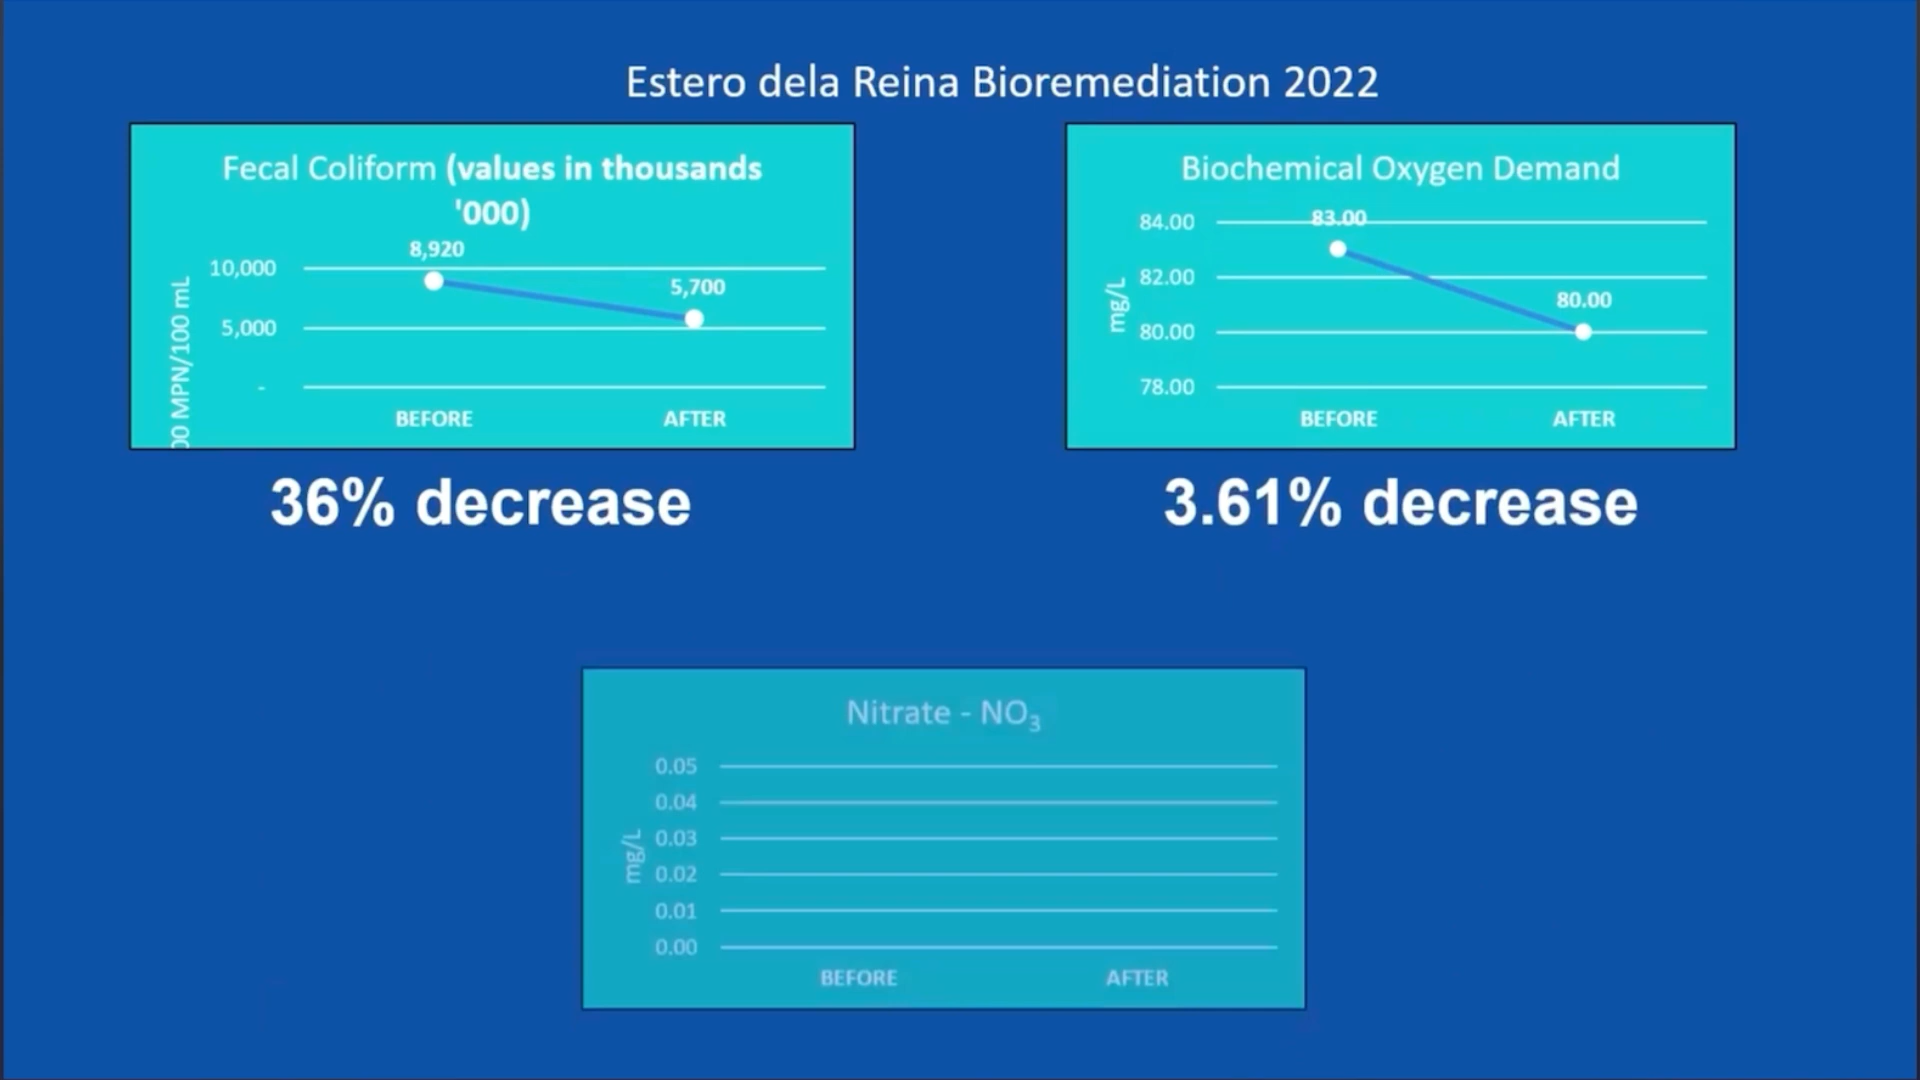 Estero dela Reina Bioremediation 2022
Fecal Coliform (values in thousands
'000)
8,920
5,700
10,000
5,000
-
MPN/100 mL
BEFORE AFTER
36% decrease
Biochemical Oxygen Demand
83.00
80.00
84.00
82.00
80.00
78.00
mg/L
BEFORE AFTER
3.61% decrease
Nitrate - NO₃
0.05
0.04
0.03
0.02
0.01
0.00
mg/L
BEFORE AFTER